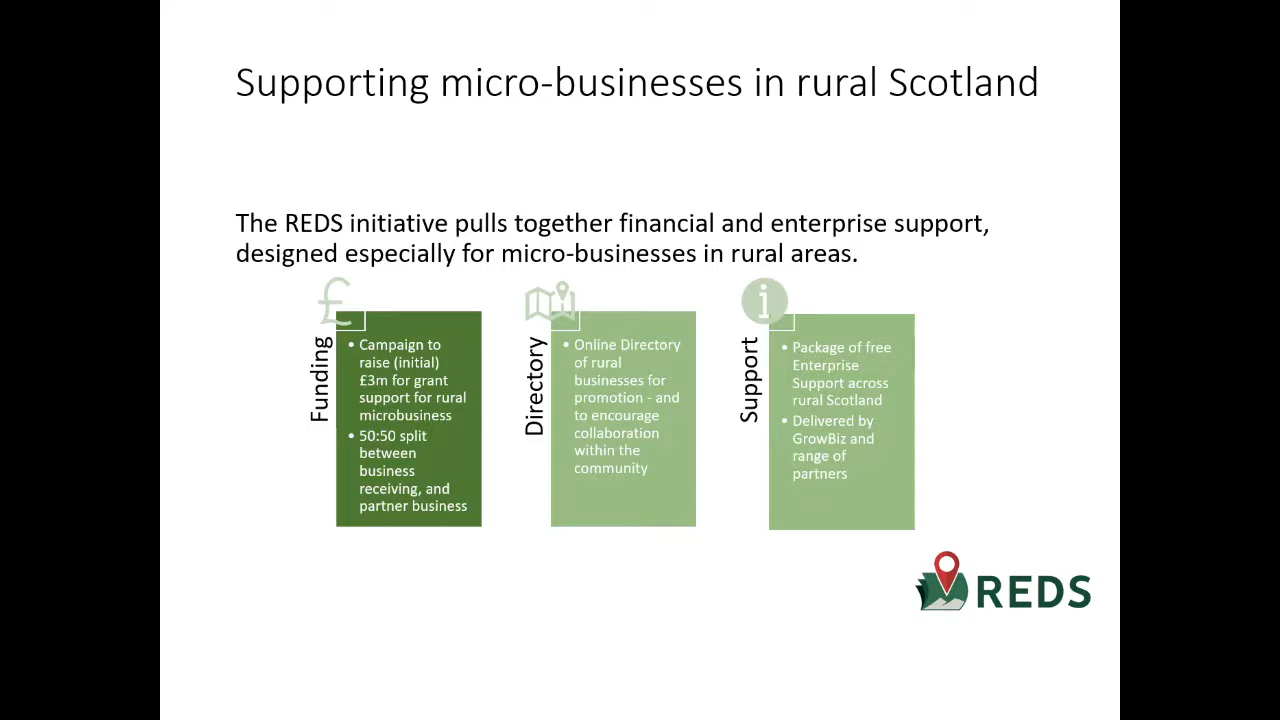 Supporting micro-businesses in rural Scotland
The REDS initiative pulls together financial and enterprise support,
designed especially for micro-businesses in rural areas.
£
Funding
• Campaign to
raise (initial)
£3m for grant
support for rural
microbusiness
• 50:50 split
between
business
receiving, and
partner business
i
Directory
• Online Directory
of rural
businesses for
promotion - and
to encourage
collaboration
within the
community
i
Support
• Package of free
Enterprise
Support across
rural Scotland
• Delivered by
GrowBiz and
range of
partners
REDS